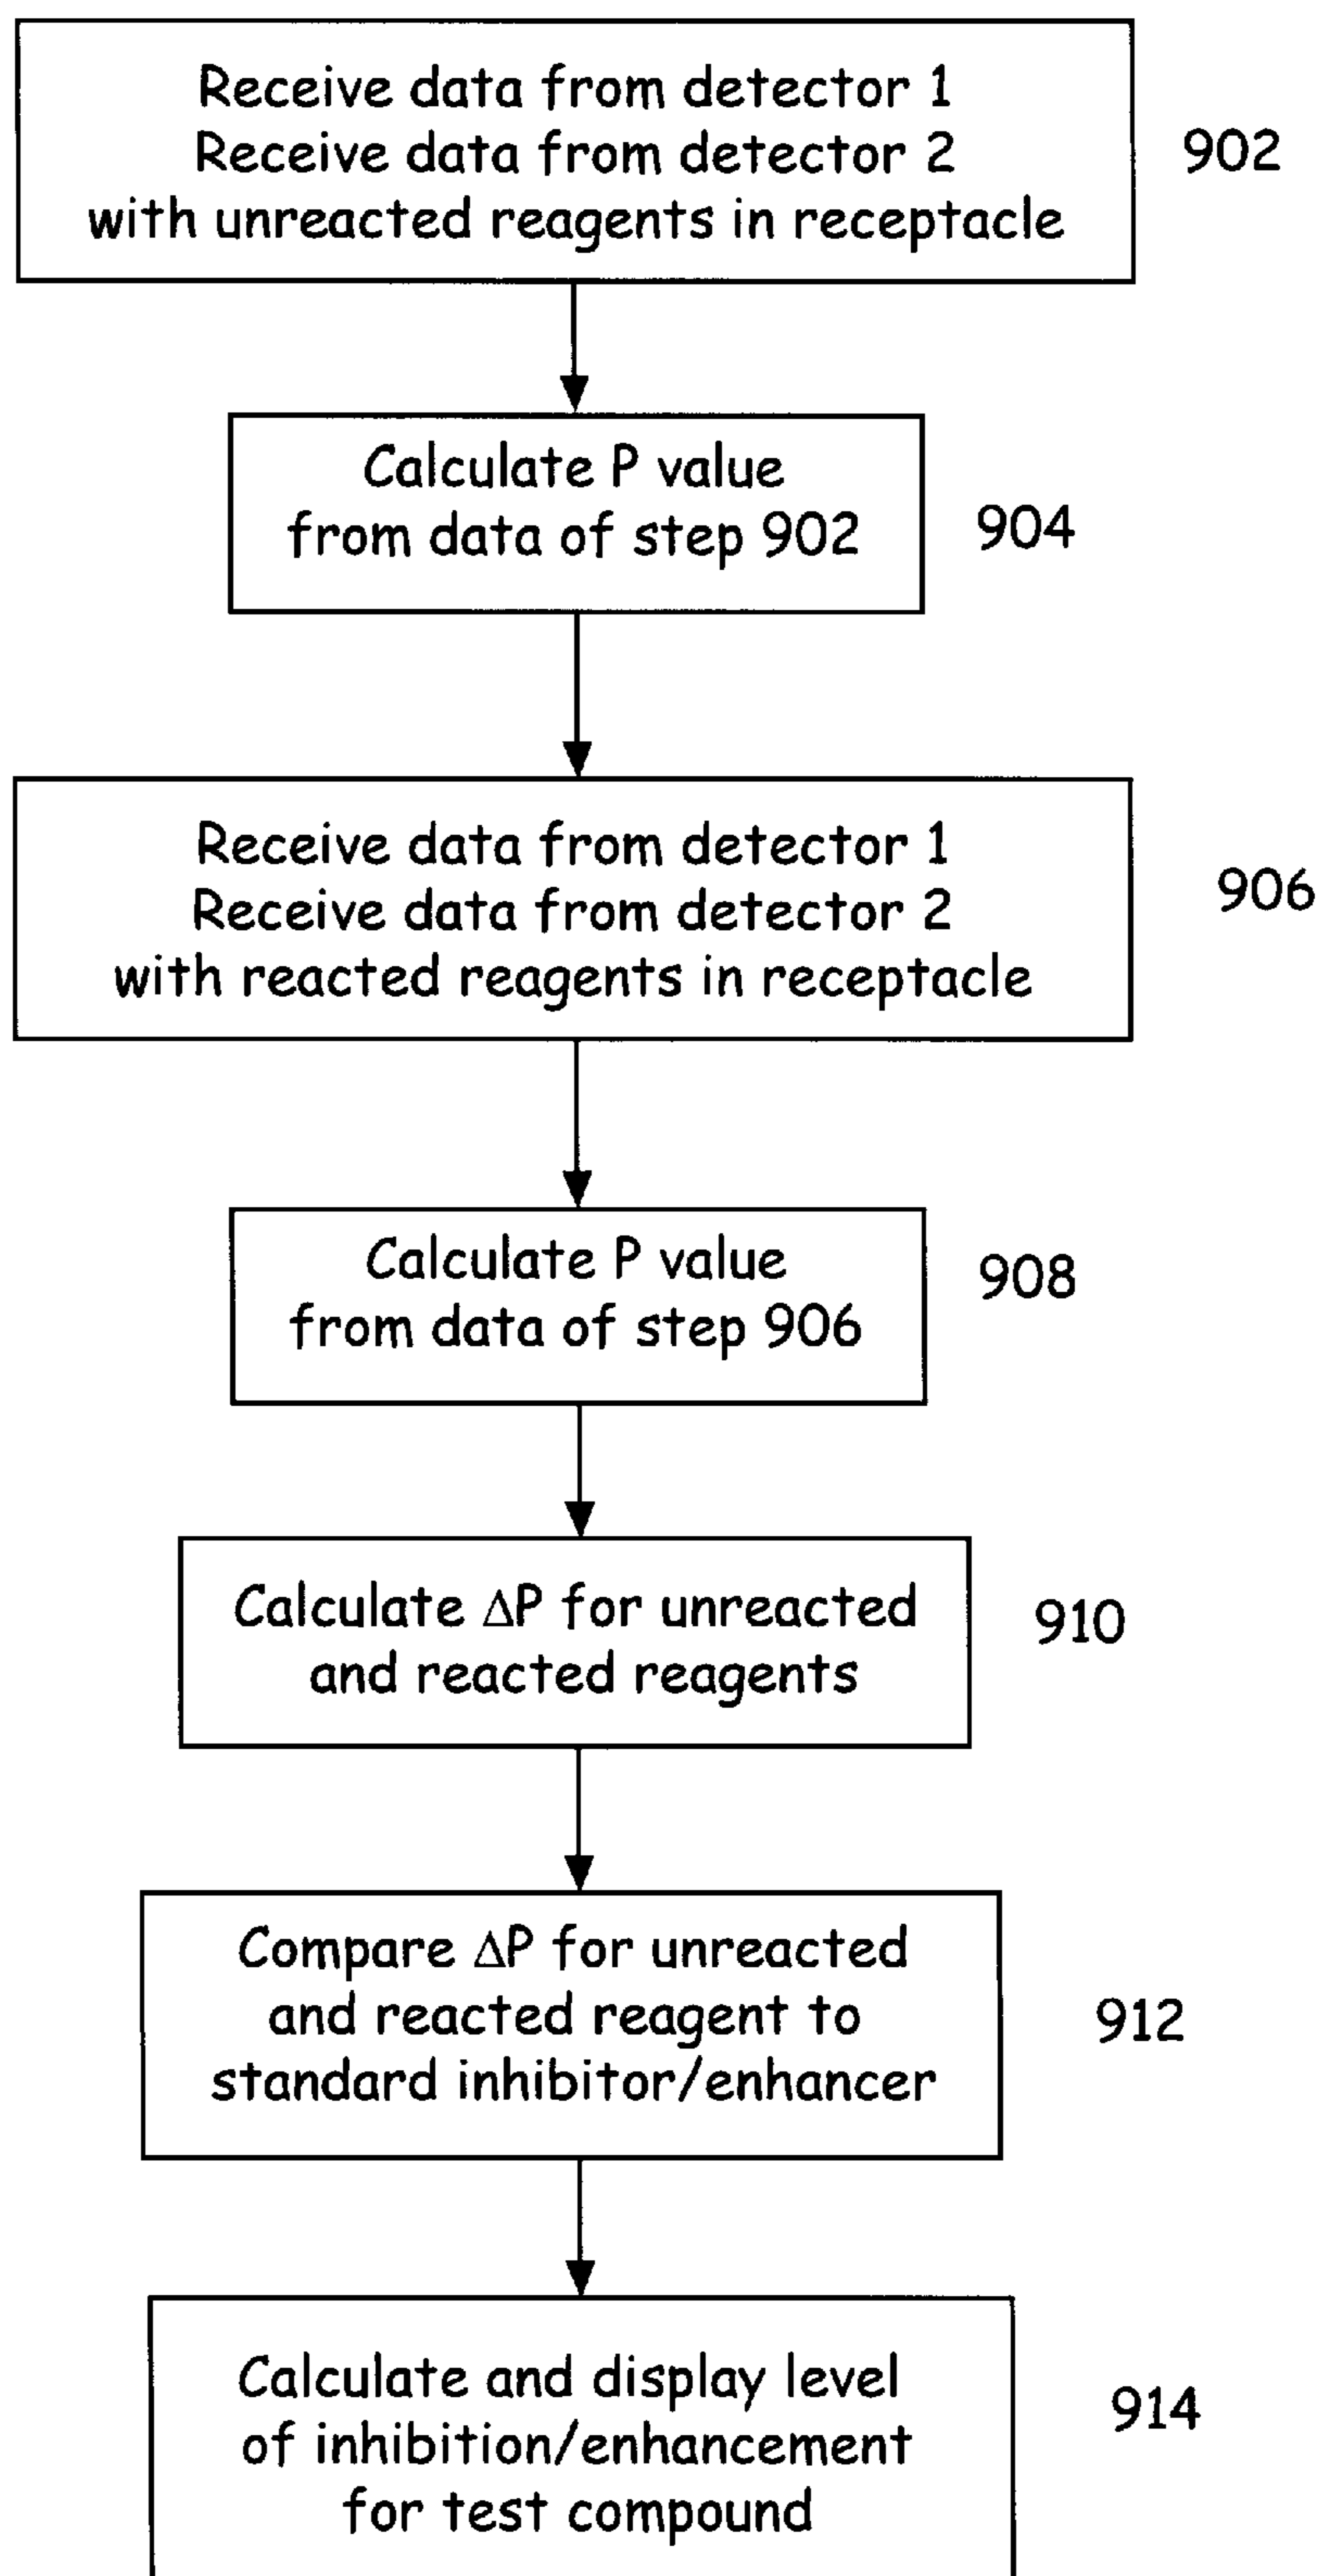 Receive data from detector 1
Receive data from detector 2
with unreacted reagents in receptacle
902
Calculate P value
from data of step 902
904
Receive data from detector 1
Receive data from detector 2
with reacted reagents in receptacle
906
Calculate P value
from data of step 906
908
Calculate ΔP for unreacted
and reacted reagents
910
Compare ΔP for unreacted
and reacted reagent to
standard inhibitor/enhancer
912
Calculate and display level
of inhibition/enhancement
for test compound
914